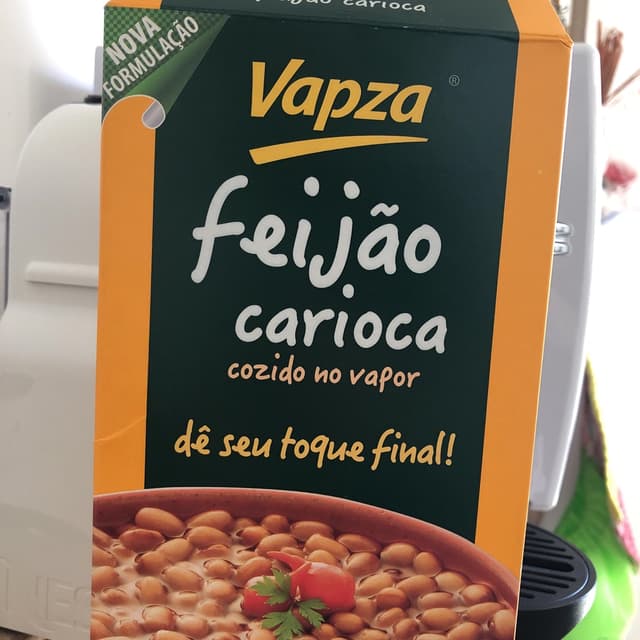 feijão carioca
NOVA
FORMULAÇÃO
Vapza®
feijão
carioca
cozido no vapor
dê seu toque final!